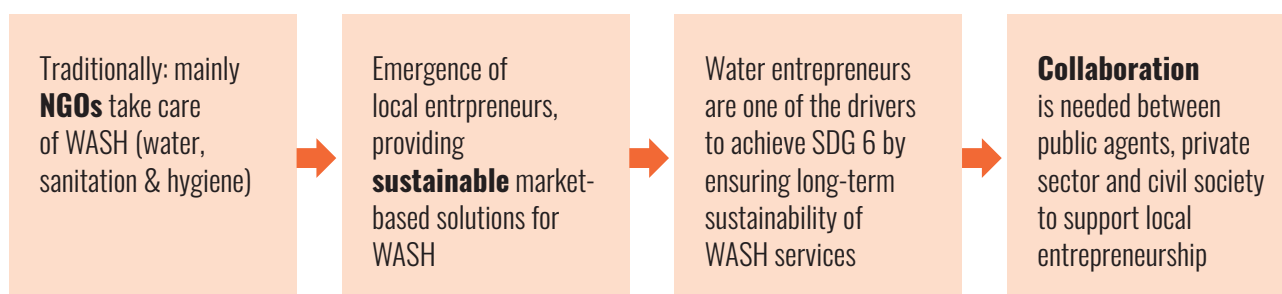 Traditionally: mainly
NGOs take care
of WASH (water,
sanitation & hygiene)
Emergence of
local entrpreneurs,
providing
sustainable market-
based solutions for
WASH
Water entrepreneurs
are one of the drivers
to achieve SDG 6 by
ensuring long-term
sustainability of
WASH services
Collaboration
is needed between
public agents, private
sector and civil society
to support local
entrepreneurship